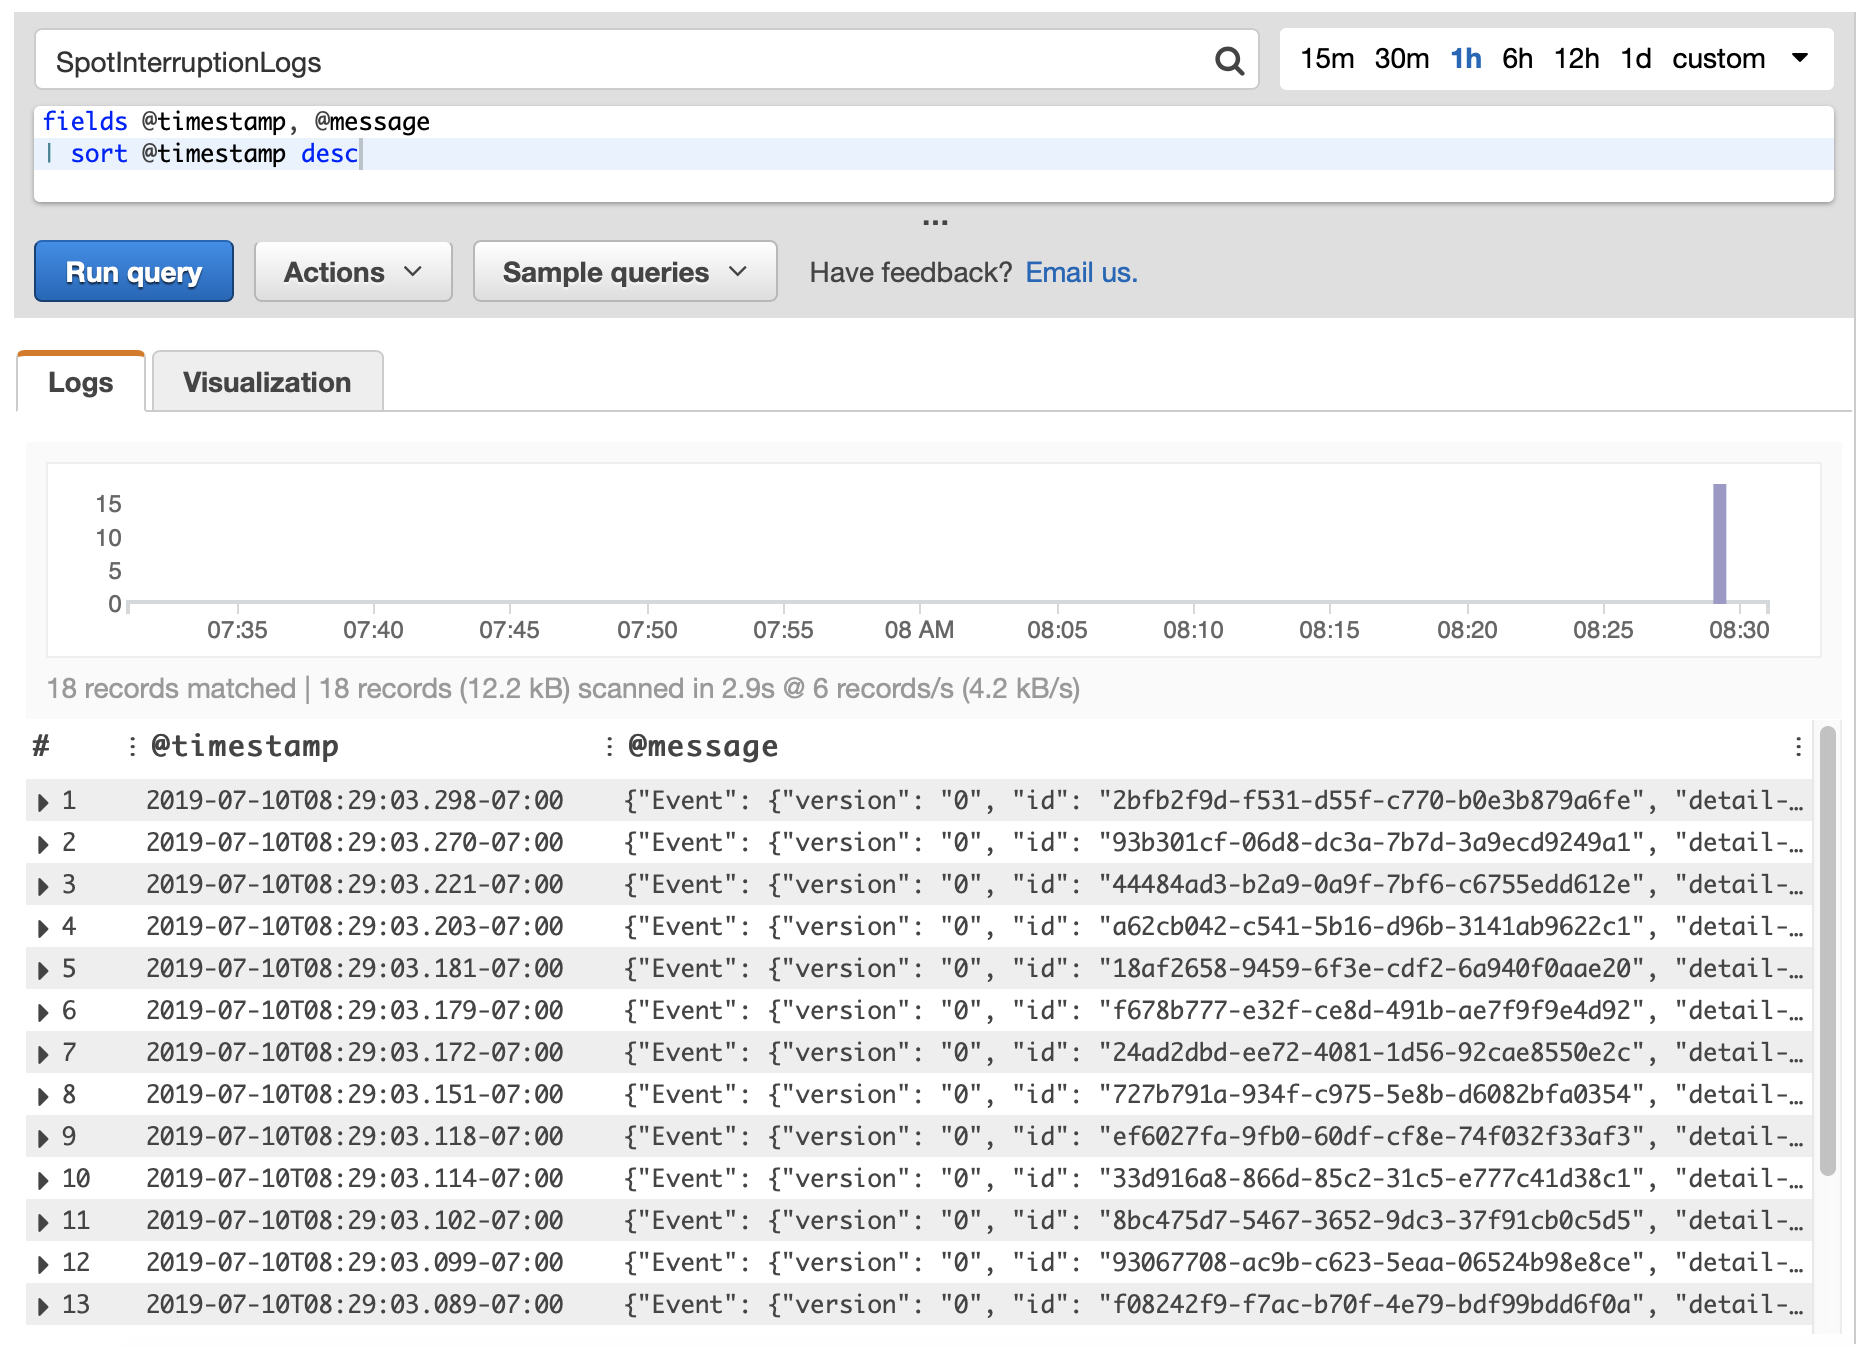 SpotInterruptionLogs
15m 30m 1h 6h 12h 1d custom
fields @timestamp, @message
| sort @timestamp desc
...
Run query Actions Sample queries Have feedback? Email us.
Logs Visualization
15
10
5
0
07:35 07:40 07:45 07:50 07:55 08 AM 08:05 08:10 08:15 08:20 08:25 08:30
18 records matched | 18 records (12.2 kB) scanned in 2.9s @ 6 records/s (4.2 kB/s)
# @timestamp @message
1 2019-07-10T08:29:03.298-07:00 {"Event": {"version": "0", "id": "2bfb2f9d-f531-d55f-c770-b0e3b879a6fe", "detail-…
2 2019-07-10T08:29:03.270-07:00 {"Event": {"version": "0", "id": "93b301cf-06d8-dc3a-7b7d-3a9ecd9249a1", "detail-…
3 2019-07-10T08:29:03.221-07:00 {"Event": {"version": "0", "id": "44484ad3-b2a9-0a9f-7bf6-c6755edd612e", "detail-…
4 2019-07-10T08:29:03.203-07:00 {"Event": {"version": "0", "id": "a62cb042-c541-5b16-d96b-3141ab9622c1", "detail-…
5 2019-07-10T08:29:03.181-07:00 {"Event": {"version": "0", "id": "18af2658-9459-6f3e-cdf2-6a940f0aae20", "detail-…
6 2019-07-10T08:29:03.179-07:00 {"Event": {"version": "0", "id": "f678b777-e32f-ce8d-491b-ae7f9f9e4d92", "detail-…
7 2019-07-10T08:29:03.172-07:00 {"Event": {"version": "0", "id": "24ad2dbd-ee72-4081-1d56-92cae8550e2c", "detail-…
8 2019-07-10T08:29:03.151-07:00 {"Event": {"version": "0", "id": "727b791a-934f-c975-5e8b-d6082bfa0354", "detail-…
9 2019-07-10T08:29:03.118-07:00 {"Event": {"version": "0", "id": "ef6027fa-9fb0-60df-cf8e-74f032f33af3", "detail-…
10 2019-07-10T08:29:03.114-07:00 {"Event": {"version": "0", "id": "33d916a8-866d-85c2-31c5-e777c41d38c1", "detail-…
11 2019-07-10T08:29:03.102-07:00 {"Event": {"version": "0", "id": "8bc475d7-5467-3652-9dc3-37f91cb0c5d5", "detail-…
12 2019-07-10T08:29:03.099-07:00 {"Event": {"version": "0", "id": "93067708-ac9b-c623-5eaa-06524b98e8ce", "detail-…
13 2019-07-10T08:29:03.089-07:00 {"Event": {"version": "0", "id": "f08242f9-f7ac-b70f-4e79-bdf99bdd6f0a", "detail-…